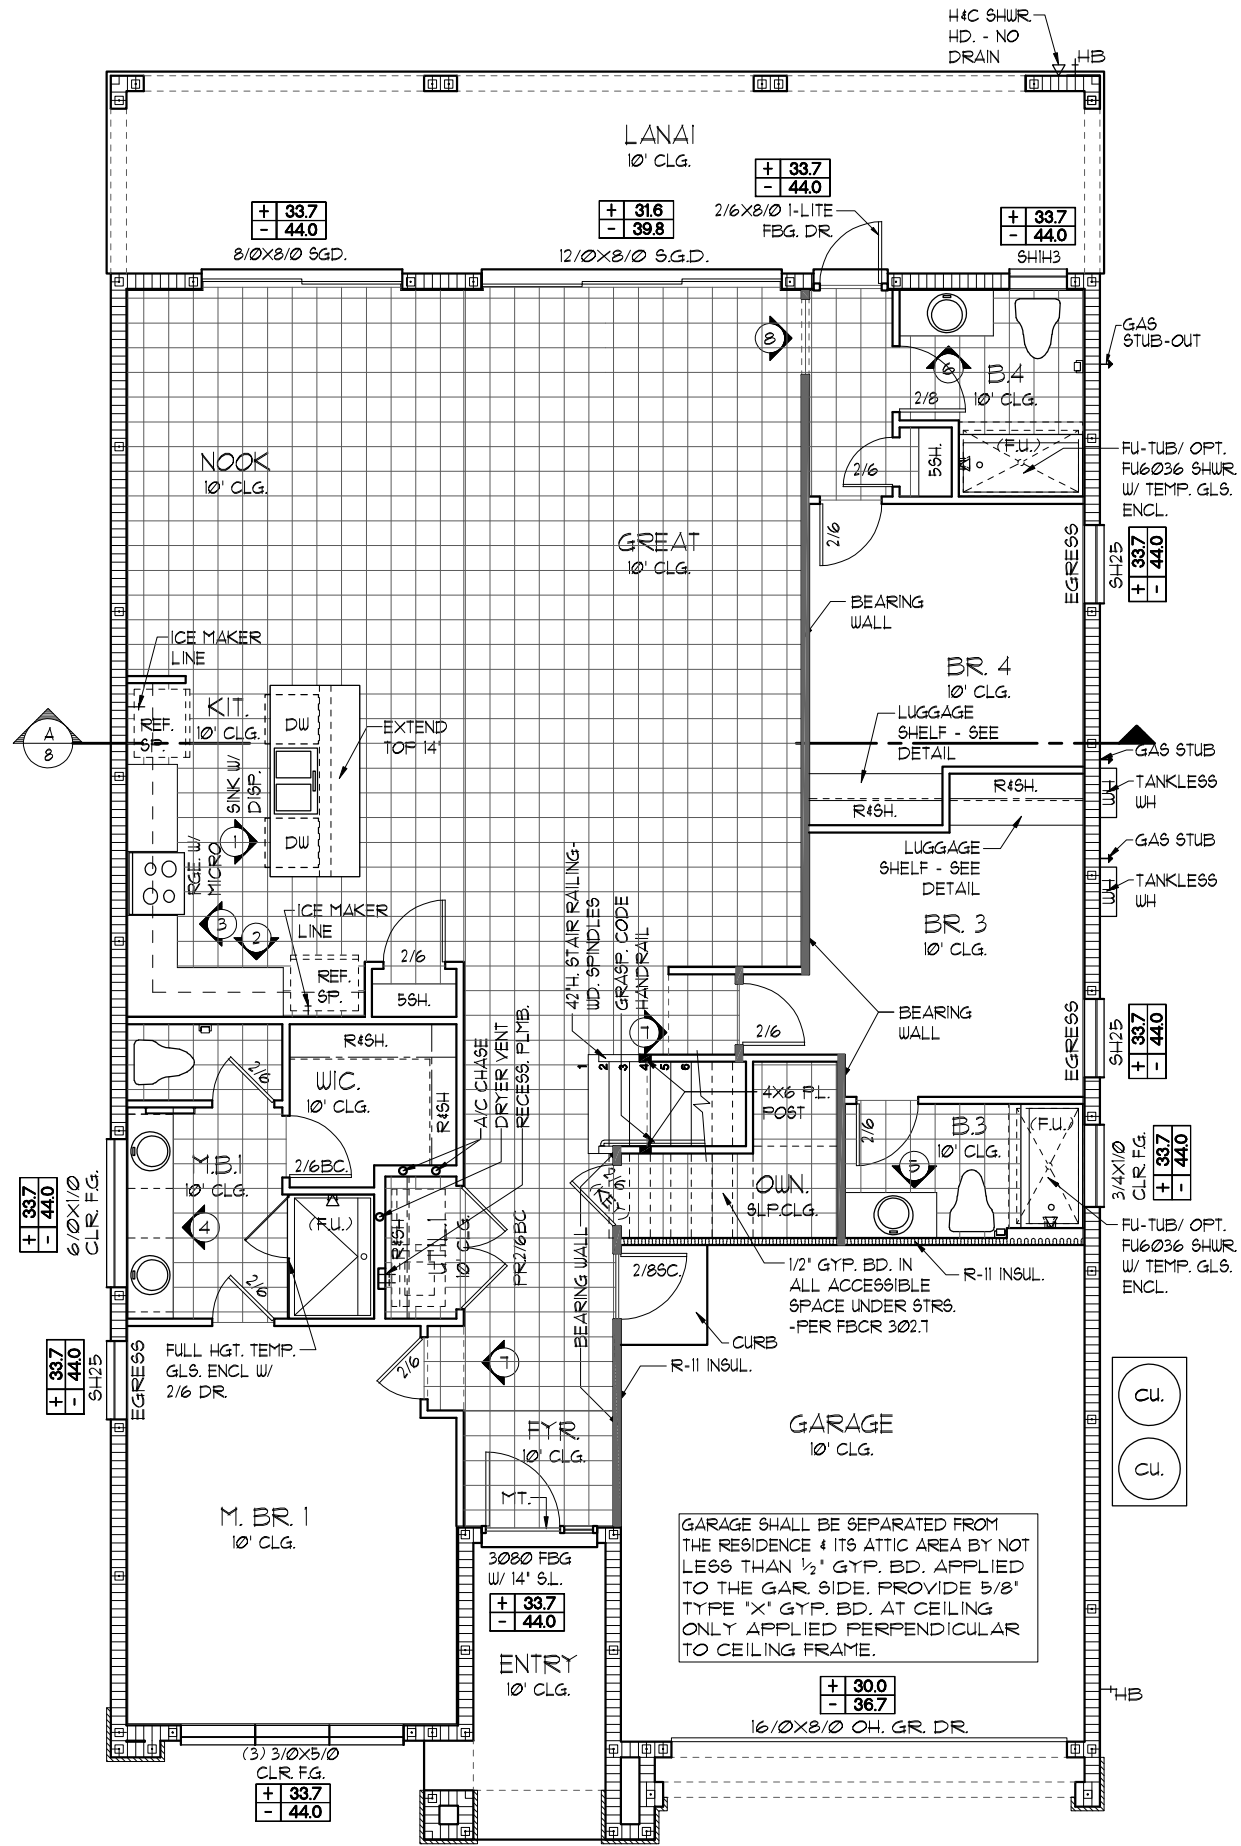 H&C SHWR.
HD. - NO
DRAIN
HB
LANAI
10' CLG.
+ 33.7
- 44.0
8/0X8/0 SGD.
+ 31.6
- 39.8
12/0X8/0 S.G.D.
+ 33.7
- 44.0
2/6X8/0 1-LITE
FBG. DR.
+ 33.7
- 44.0
SH1H3
GAS
STUB-OUT
8
6
B.4
10' CLG.
2/8
(F.U.)
2/6
5SH.
FU-TUB/ OPT.
FU6036 SHWR.
W/ TEMP. GLS.
ENCL.
NOOK
10' CLG.
GREAT
10' CLG.
2/6
EGRESS
SH25
+ 33.7
- 44.0
BEARING
WALL
ICE MAKER
LINE
KIT.
10' CLG.
REF.
SP.
DW
EXTEND
TOP 14"
SINK W/
DISP.
DW
A
8
BR. 4
10' CLG.
LUGGAGE
SHELF - SEE
DETAIL
R&SH.
R&SH.
GAS STUB
TANKLESS
WH
WH
LUGGAGE
SHELF - SEE
DETAIL
GAS STUB
TANKLESS
WH
WH
1
RGE. W/
MICRO
3
2
ICE MAKER
LINE
REF.
SP.
2/6
5SH.
42"H. STAIR RAILING-
WD. SPINDLES
GRASP. CODE
HANDRAIL
BR. 3
10' CLG.
BEARING
WALL
2/6
7
EGRESS
SH25
+ 33.7
- 44.0
R&SH.
WIC.
10' CLG.
R&SH
2/6
A/C CHASE
DRYER VENT
RECESS. PLMB.
1
2
3
4
5
6
4X6 P.L.
POST
2/6BC.
M.B.1
10' CLG.
4
(F.U.)
2/6
R&SH
UTIL.1
10' CLG.
PR2/6BC
2/6
(KEY)
OWN.
SLP.CLG.
2/6
B.3
10' CLG.
5
(F.U.)
3/4X1/0
CLR. F.G.
+ 33.7
- 44.0
FU-TUB/ OPT.
FU6036 SHWR.
W/ TEMP. GLS.
ENCL.
+ 33.7
- 44.0
6/0X1/0
CLR. F.G.
BEARING WALL
2/8SC.
1/2" GYP. BD. IN
ALL ACCESSIBLE
SPACE UNDER STRS.
-PER FBCR 302.7
R-11 INSUL.
CURB
R-11 INSUL.
FULL HGT. TEMP.
GLS. ENCL W/
2/6 DR.
2/6
7
+ 33.7
- 44.0
SH25
EGRESS
CU.
CU.
GARAGE
10' CLG.
FYR.
10' CLG.
MT.
M. BR. 1
10' CLG.
3080 FBG
W/ 14" S.L.
+ 33.7
- 44.0
ENTRY
10' CLG.
GARAGE SHALL BE SEPARATED FROM
THE RESIDENCE & ITS ATTIC AREA BY NOT
LESS THAN ½" GYP. BD. APPLIED
TO THE GAR. SIDE. PROVIDE 5/8"
TYPE "X" GYP. BD. AT CEILING
ONLY APPLIED PERPENDICULAR
TO CEILING FRAME.
+ 30.0
- 36.7
16/0X8/0 OH. GR. DR.
HB
(3) 3/0X5/0
CLR. F.G.
+ 33.7
- 44.0